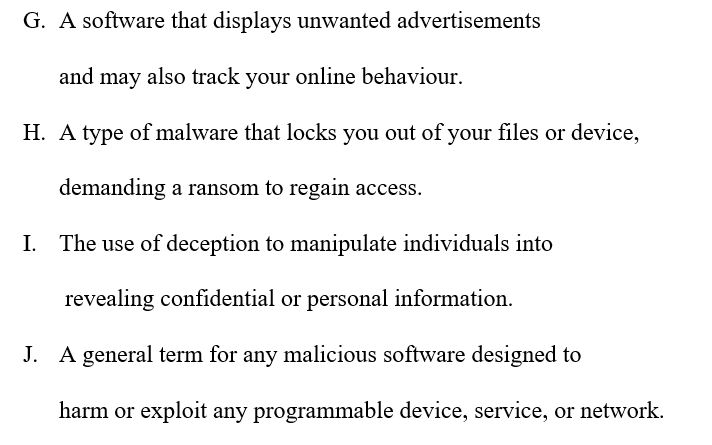 G. A software that displays unwanted advertisements
and may also track your online behaviour.
H. A type of malware that locks you out of your files or device,
demanding a ransom to regain access.
I. The use of deception to manipulate individuals into
revealing confidential or personal information.
J. A general term for any malicious software designed to
harm or exploit any programmable device, service, or network.